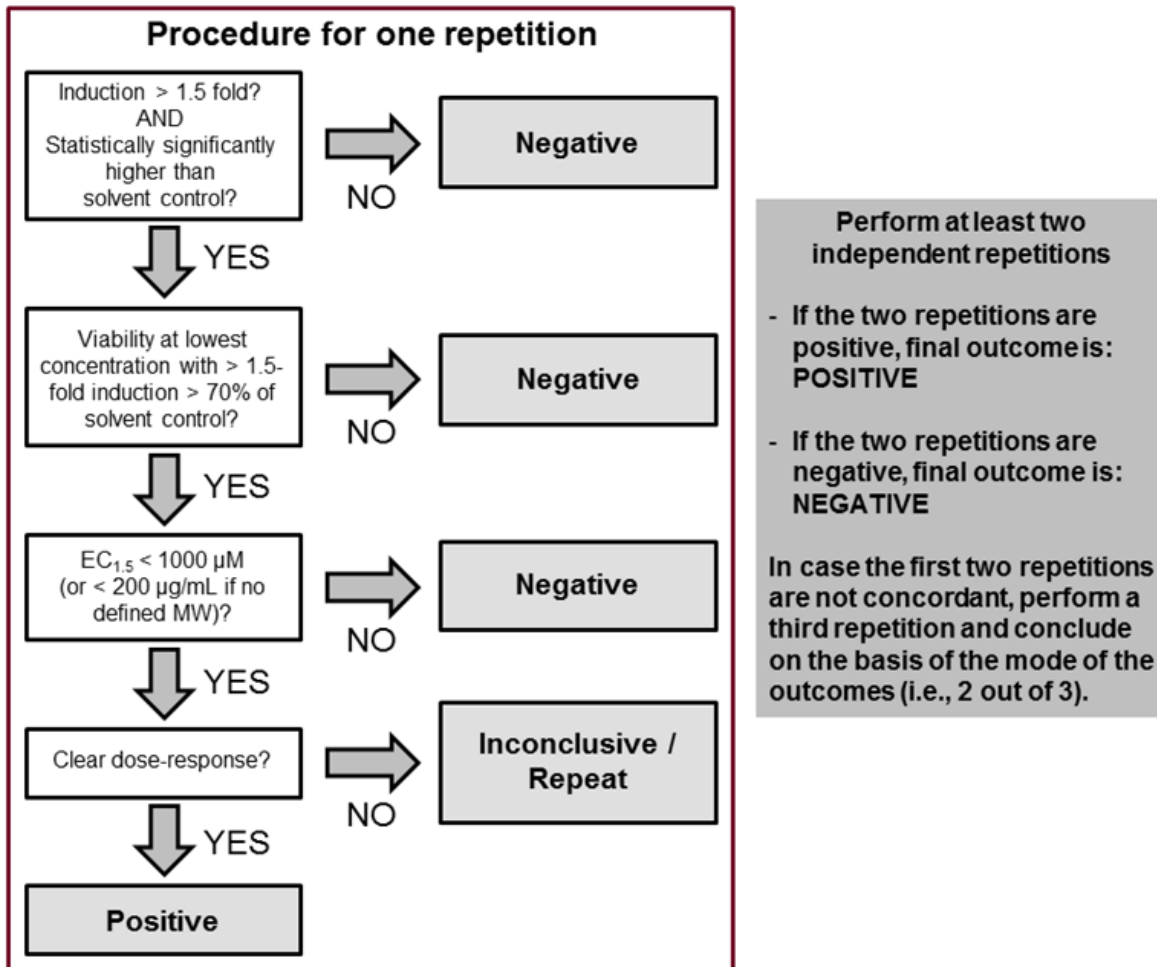 Procedure for one repetition
Induction > 1.5 fold?
AND
Statistically significantly
higher than
solvent control?
NO
Negative
YES
Viability at lowest
concentration with > 1.5-
fold induction > 70% of
solvent control?
NO
Negative
YES
EC1.5 < 1000 µM
(or < 200 µg/mL if no
defined MW)?
NO
Negative
YES
Clear dose-response?
NO
Inconclusive /
Repeat
YES
Positive
Perform at least two
independent repetitions
- If the two repetitions are
positive, final outcome is:
POSITIVE
- If the two repetitions are
negative, final outcome is:
NEGATIVE
In case the first two repetitions
are not concordant, perform a
third repetition and conclude
on the basis of the mode of the
outcomes (i.e., 2 out of 3).